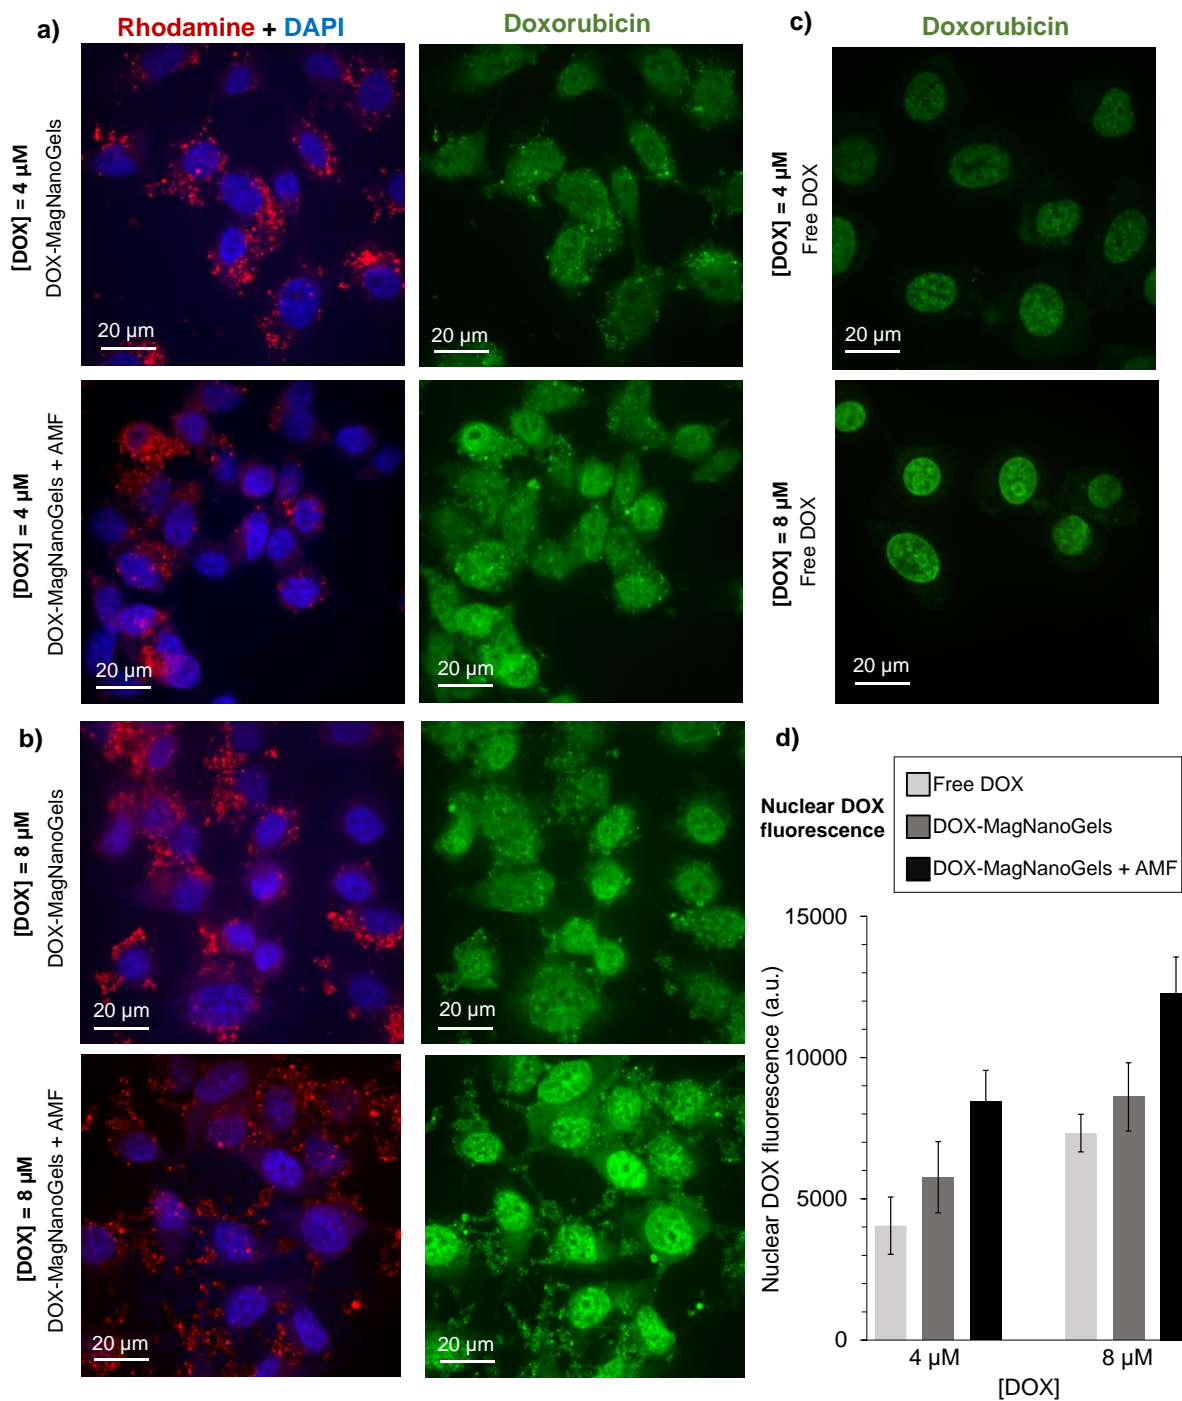 a)
Rhodamine + DAPI
Doxorubicin
[DOX] = 4 µM
DOX-MagNanoGels
20 µm
20 µm
[DOX] = 4 µM
DOX-MagNanoGels + AMF
20 µm
20 µm
b)
[DOX] = 8 µM
DOX-MagNanoGels
20 µm
20 µm
[DOX] = 8 µM
DOX-MagNanoGels + AMF
20 µm
20 µm
c)
Doxorubicin
[DOX] = 4 µM
Free DOX
20 µm
[DOX] = 8 µM
Free DOX
20 µm
d)
Nuclear DOX
fluorescence
Free DOX
DOX-MagNanoGels
DOX-MagNanoGels + AMF
Nuclear DOX fluorescence (a.u.)
15000
10000
5000
0
4 µM
8 µM
[DOX]